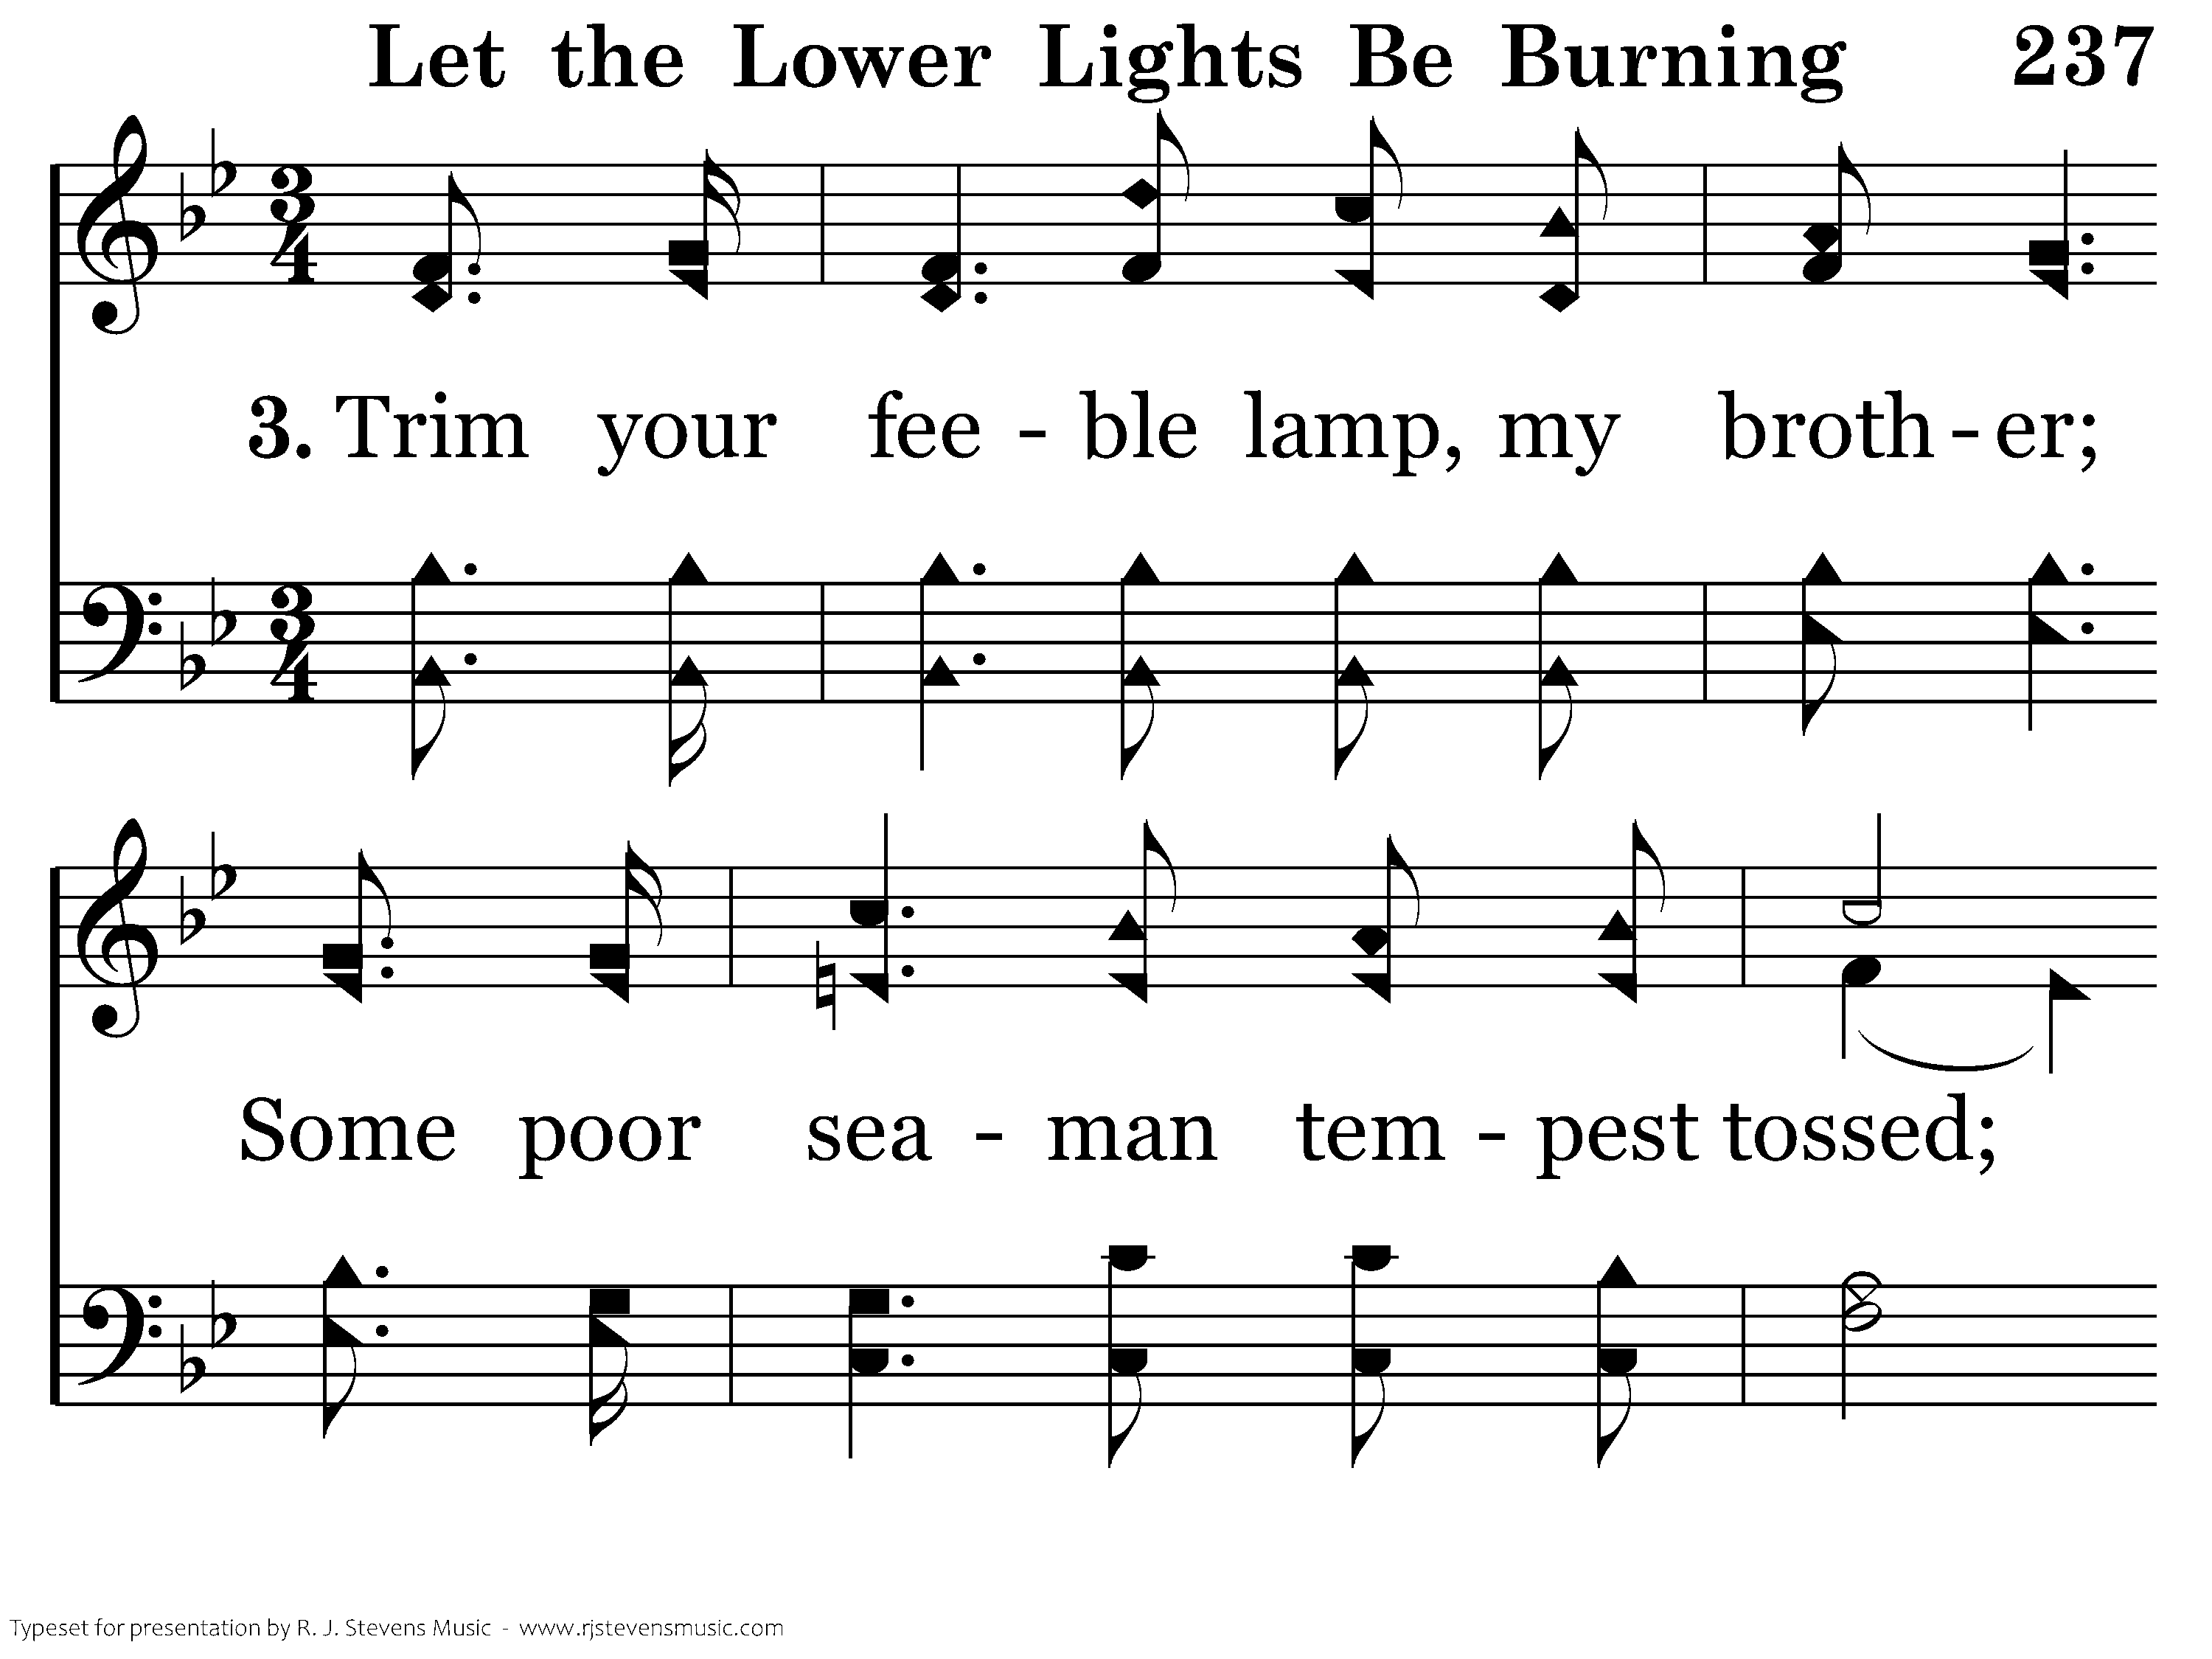 Let the Lower Lights Be Burning 237
3. Trim your fee - ble lamp, my broth - er;
Some poor sea - man tem - pest tossed;
Typeset for presentation by R. J. Stevens Music - www.rjstevensmusic.com